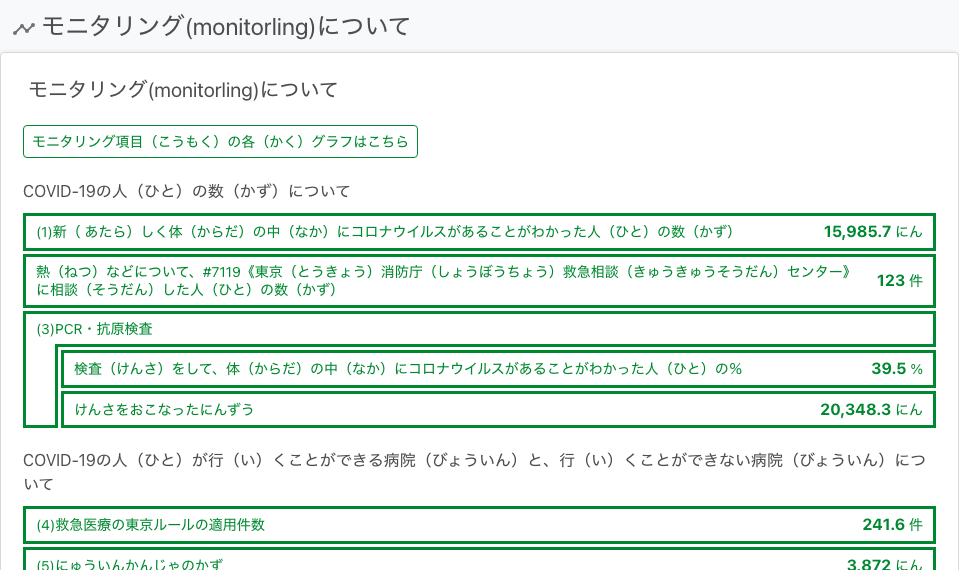 モニタリング(monitorling)について
モニタリング(monitorling)について
モニタリング項目（こうもく）の各（かく）グラフはこちら
COVID-19の人（ひと）の数（かず）について
(1)新（ あたら）しく体（からだ）の中（なか）にコロナウイルスがあることがわかった人（ひと）の数（かず） 15,985.7 にん
熱（ねつ）などについて、#7119《東京（とうきょう）消防庁（しょうぼうちょう）救急相談（きゅうきゅうそうだん）センター》
に相談（そうだん）した人（ひと）の数（かず） 123 件
(3)PCR・抗原検査
検査（けんさ）をして、体（からだ）の中（なか）にコロナウイルスがあることがわかった人（ひと）の% 39.5 %
けんさをおこなったにんずう 20,348.3 にん
COVID-19の人（ひと）が行（い）くことができる病院（びょういん）と、行（い）くことができない病院（びょういん）につ
いて
(4)救急医療の東京ルールの適用件数 241.6 件
(5)にゅういんかんじゃのかず 3,872 にん